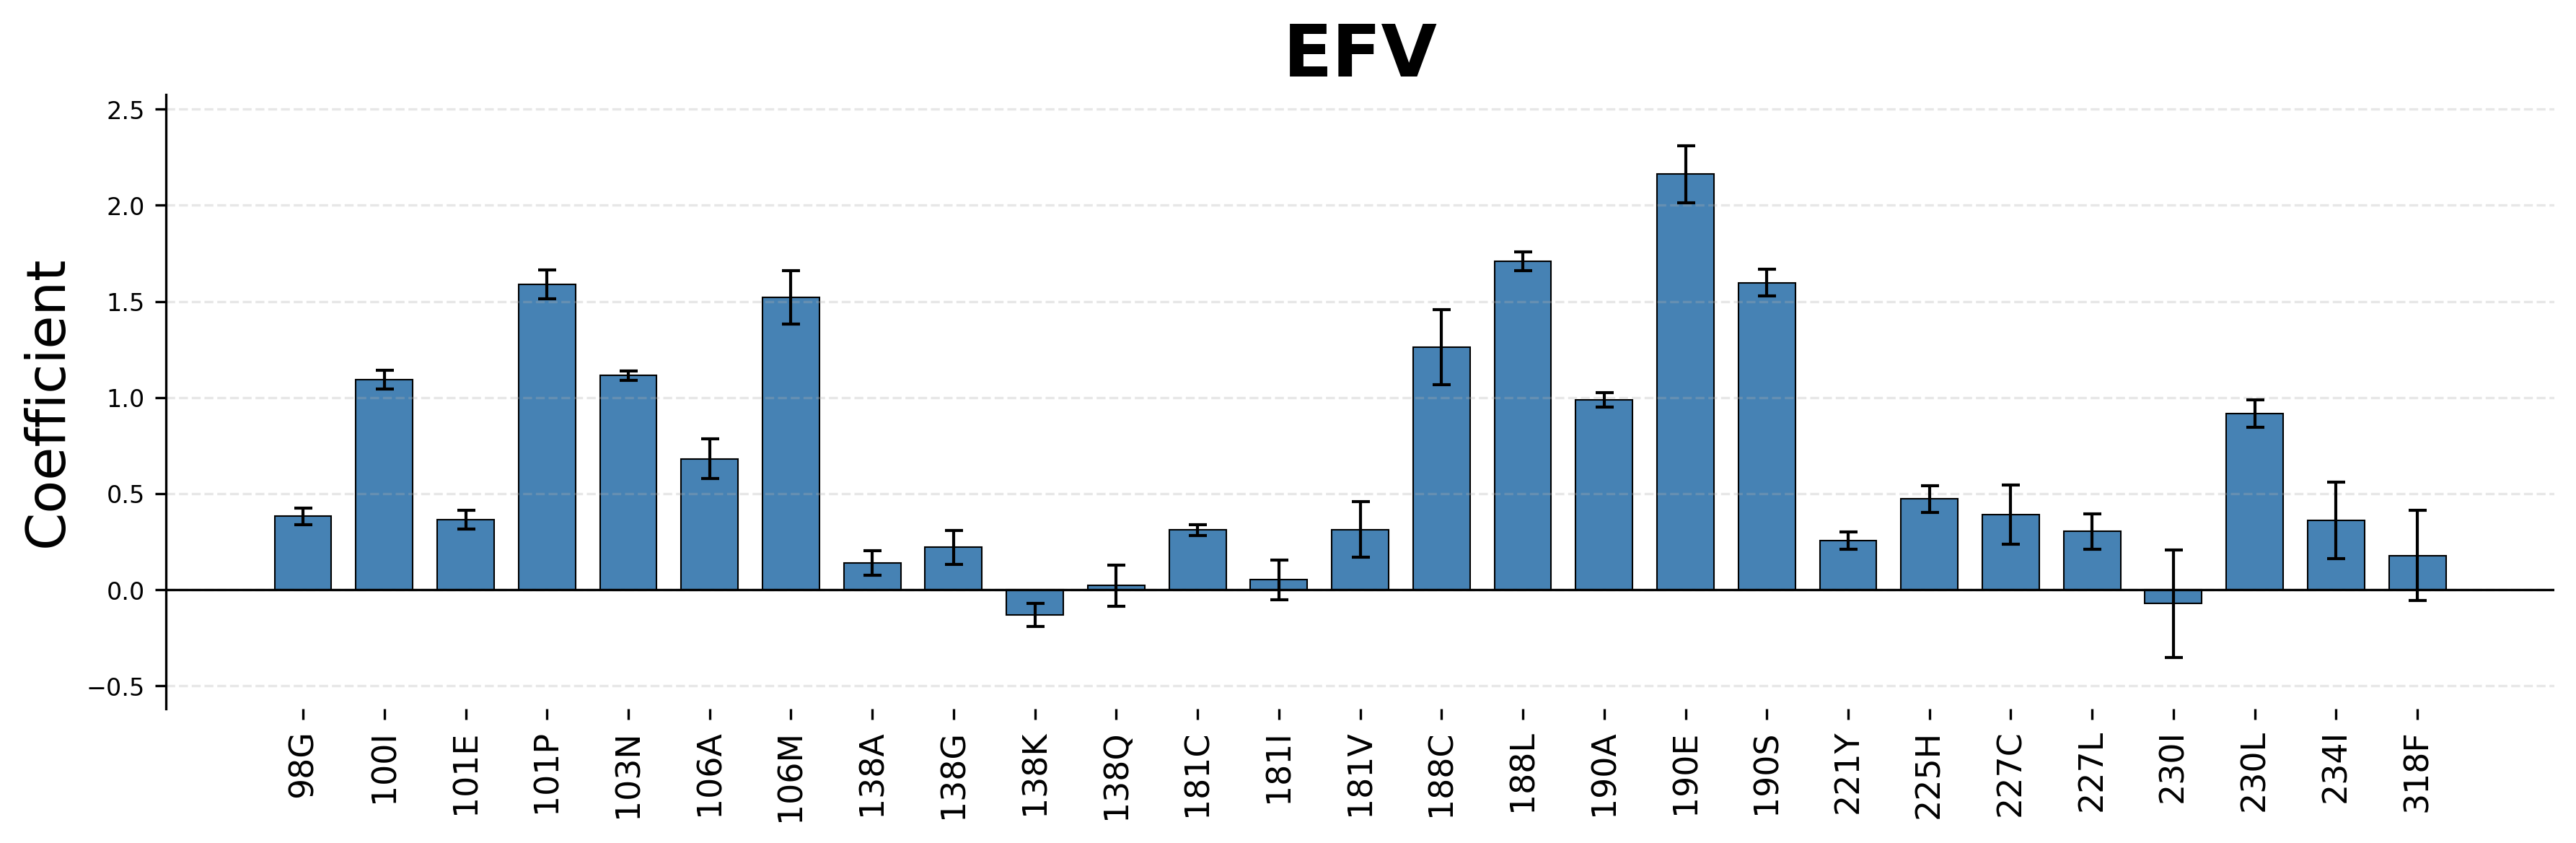 EFV
Coefficient
2.5
2.0
1.5
1.0
0.5
0.0
−0.5
98G
100I
101E
101P
103N
106A
106M
138A
138G
138K
138Q
181C
181I
181V
188C
188L
190A
190E
190S
221Y
225H
227C
227L
230I
230L
234I
318F